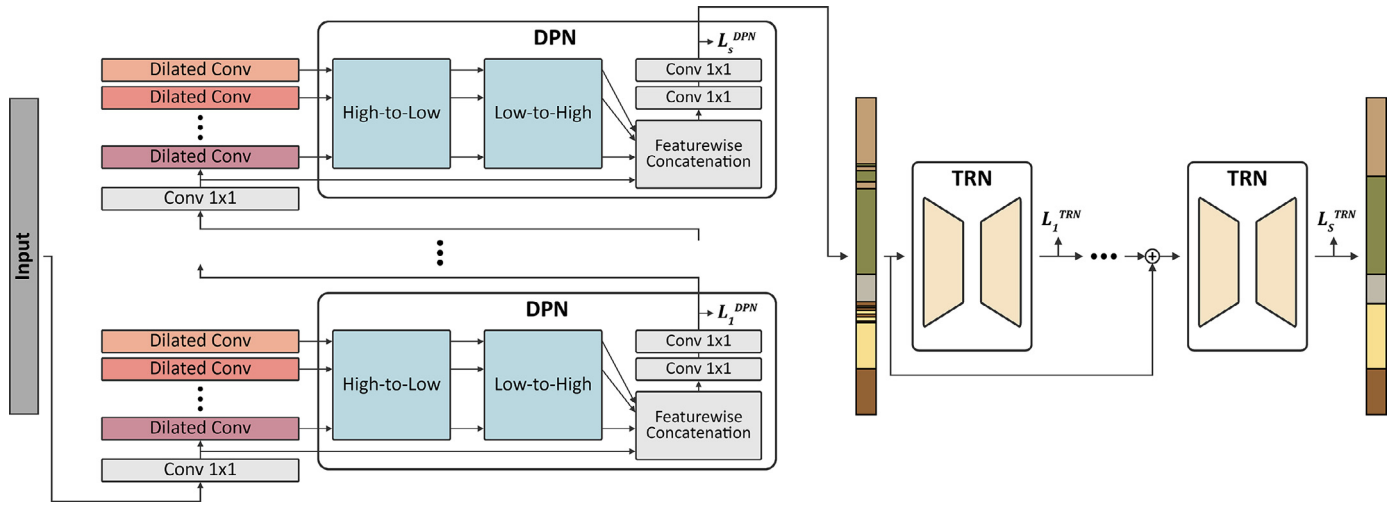 Input
DPN
L_s^DPN
Dilated Conv
Dilated Conv
Dilated Conv
Conv 1x1
High-to-Low
Low-to-High
Conv 1x1
Conv 1x1
Featurewise
Concatenation
DPN
L_1^DPN
Dilated Conv
Dilated Conv
Dilated Conv
Conv 1x1
High-to-Low
Low-to-High
Conv 1x1
Conv 1x1
Featurewise
Concatenation
TRN
L_1^TRN
TRN
L_S^TRN